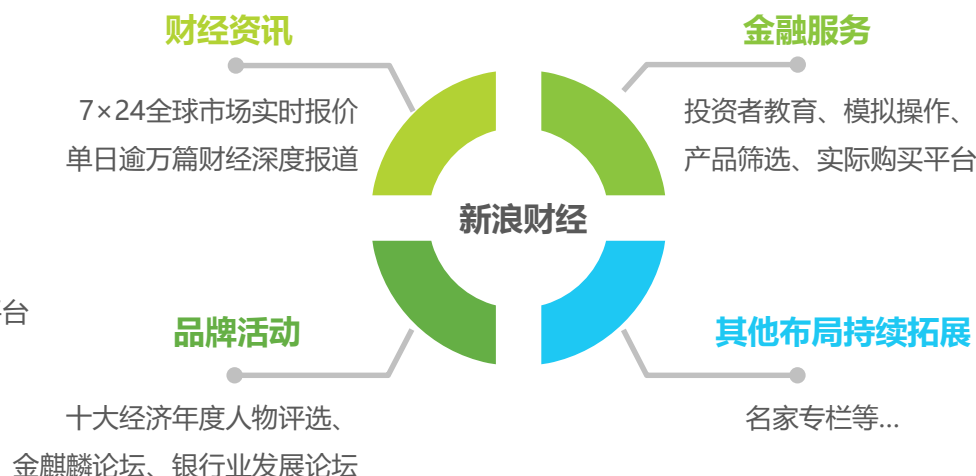 财经资讯
7×24全球市场实时报价
单日逾万篇财经深度报道
金融服务
投资者教育、模拟操作、
产品筛选、实际购买平台
新浪财经
台
品牌活动
十大经济年度人物评选、
金麒麟论坛、银行业发展论坛
其他布局持续拓展
名家专栏等...